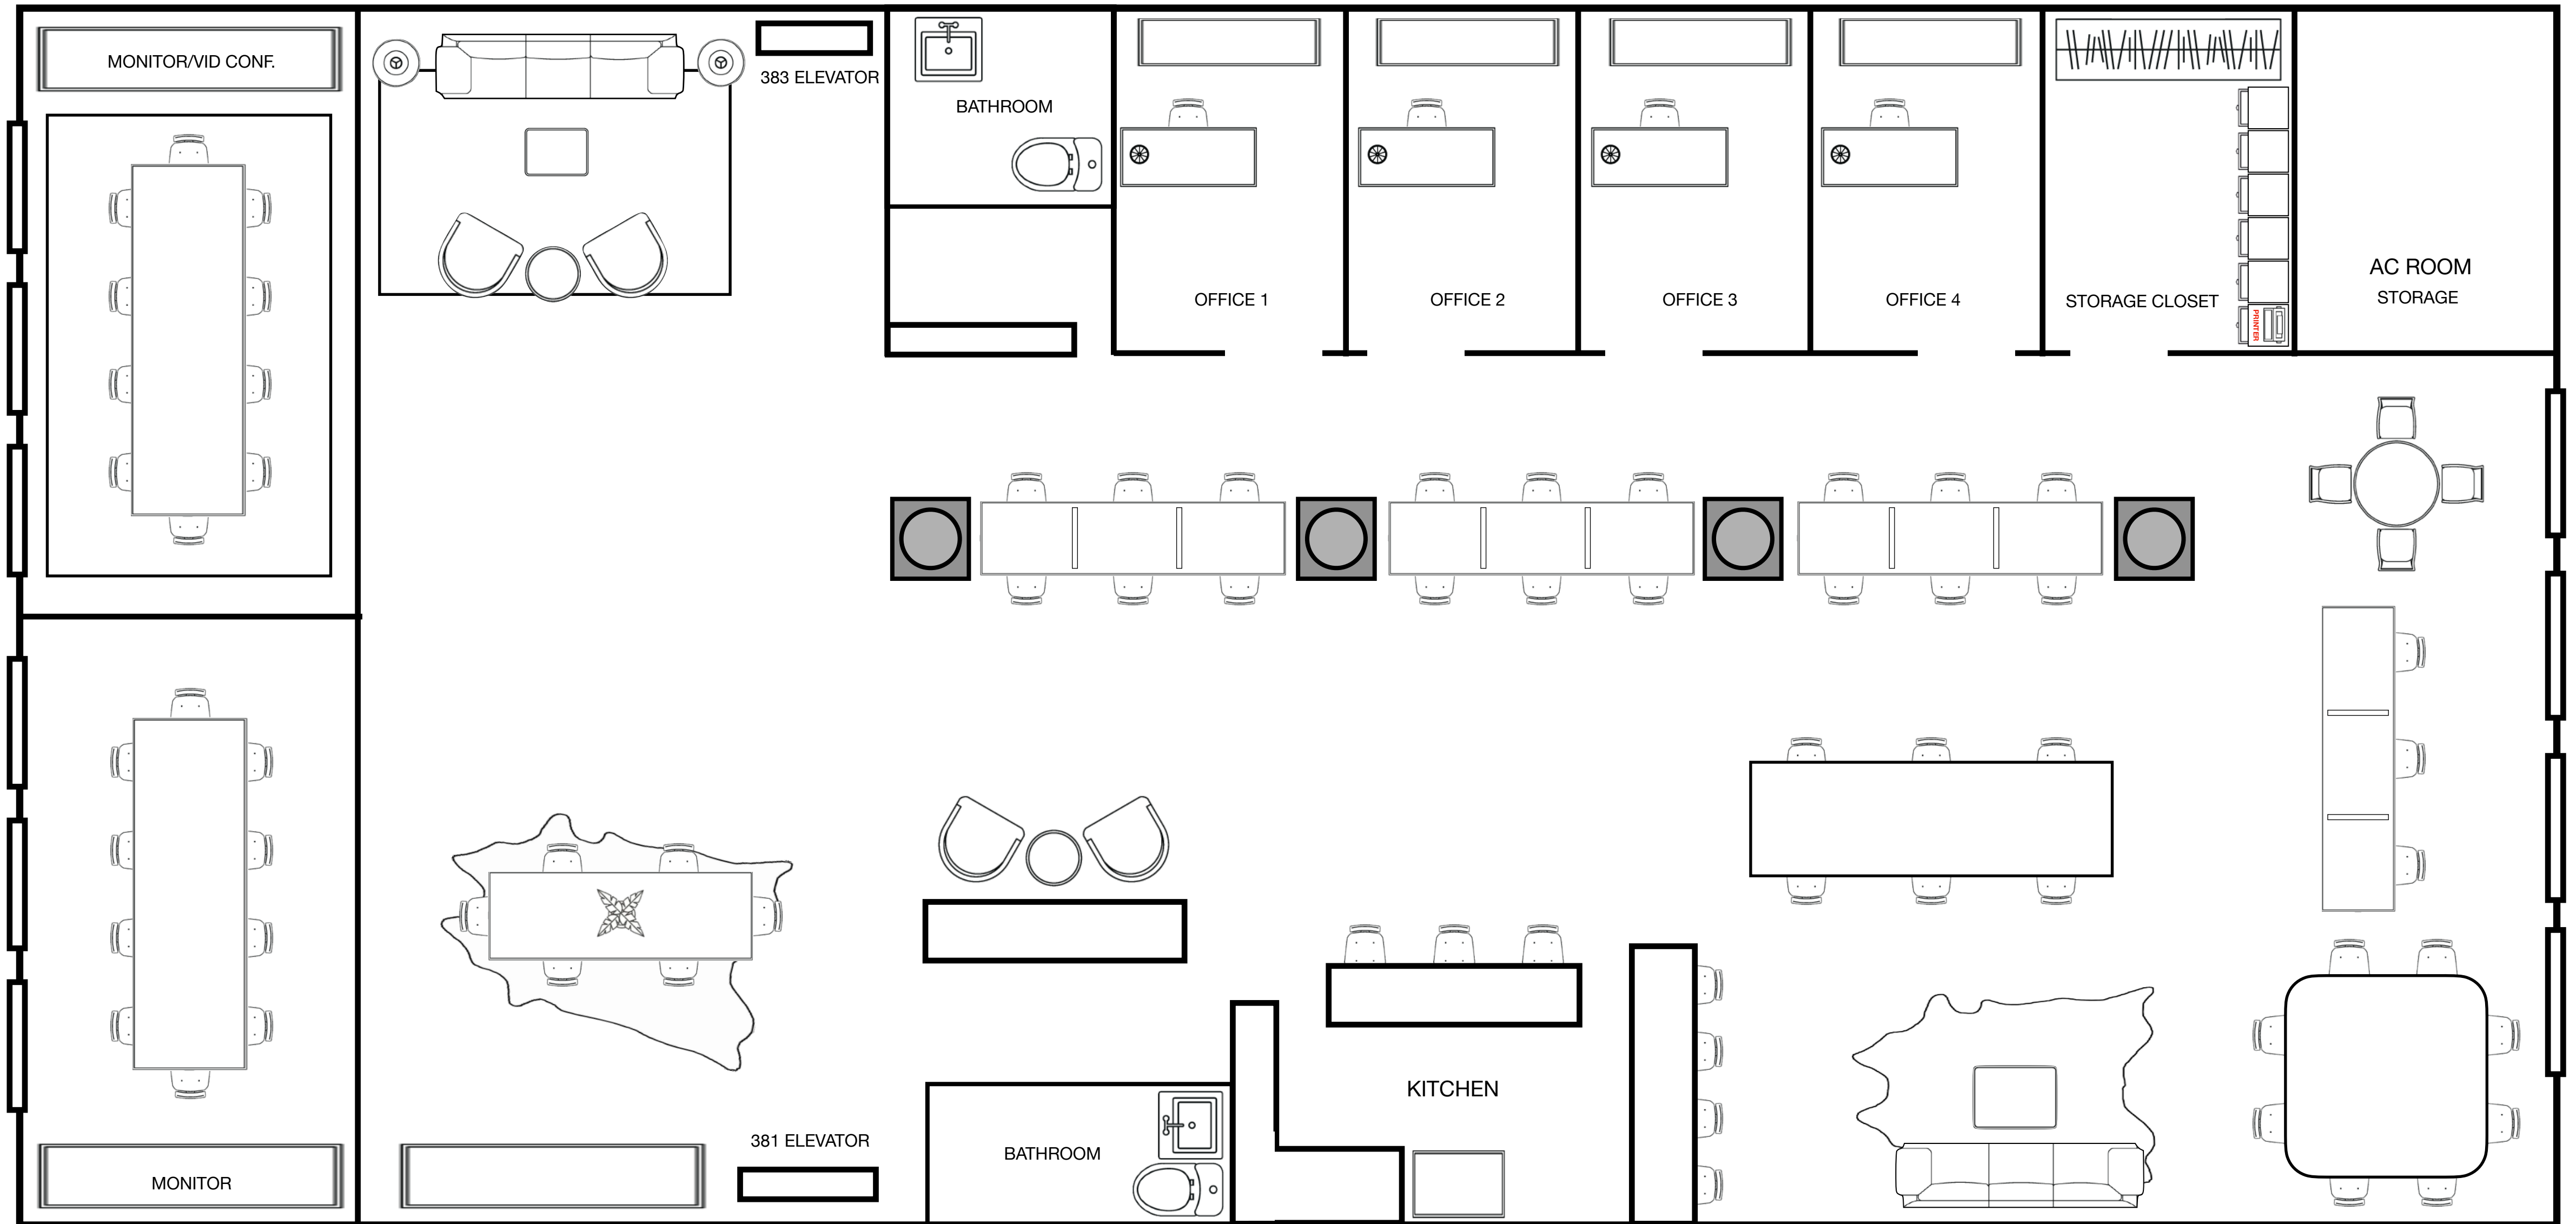 MONITOR/VID CONF.
383 ELEVATOR
BATHROOM
OFFICE 1
OFFICE 2
OFFICE 3
OFFICE 4
STORAGE CLOSET
PRINTER
AC ROOM
STORAGE
KITCHEN
381 ELEVATOR
BATHROOM
MONITOR